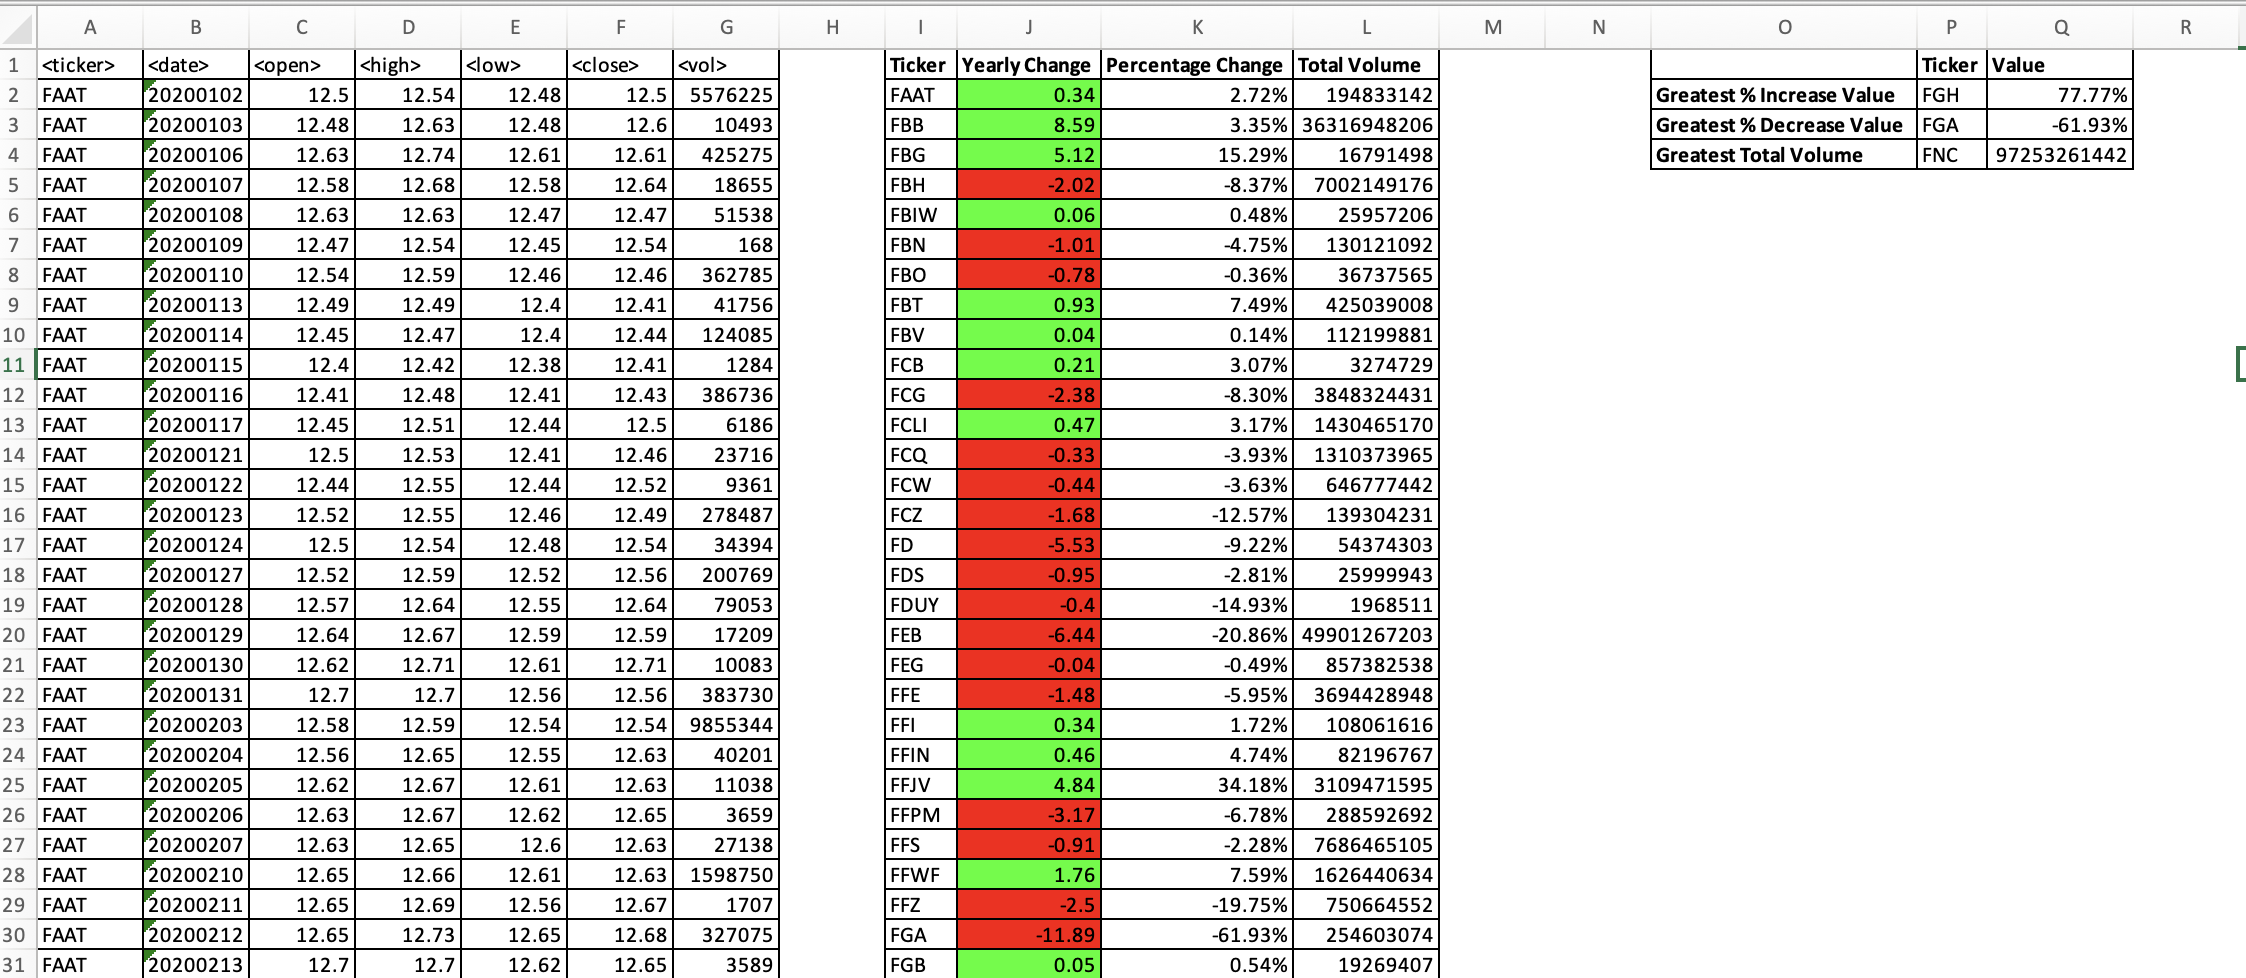 A B C D E F G H I J K L M N O P Q R
1 <ticker> <date> <open> <high> <low> <close> <vol> Ticker Yearly Change Percentage Change Total Volume Ticker Value
2 FAAT 20200102 12.5 12.54 12.48 12.5 5576225 FAAT 0.34 2.72% 194833142 Greatest % Increase Value FGH 77.77%
3 FAAT 20200103 12.48 12.63 12.48 12.6 10493 FBB 8.59 3.35% 36316948206 Greatest % Decrease Value FGA -61.93%
4 FAAT 20200106 12.63 12.74 12.61 12.61 425275 FBG 5.12 15.29% 16791498 Greatest Total Volume FNC 97253261442
5 FAAT 20200107 12.58 12.68 12.58 12.64 18655 FBH -2.02 -8.37% 7002149176
6 FAAT 20200108 12.63 12.63 12.47 12.47 51538 FBIW 0.06 0.48% 25957206
7 FAAT 20200109 12.47 12.54 12.45 12.54 168 FBN -1.01 -4.75% 130121092
8 FAAT 20200110 12.54 12.59 12.46 12.46 362785 FBO -0.78 -0.36% 36737565
9 FAAT 20200113 12.49 12.49 12.4 12.41 41756 FBT 0.93 7.49% 425039008
10 FAAT 20200114 12.45 12.47 12.4 12.44 124085 FBV 0.04 0.14% 112199881
11 FAAT 20200115 12.4 12.42 12.38 12.41 1284 FCB 0.21 3.07% 3274729
12 FAAT 20200116 12.41 12.48 12.41 12.43 386736 FCG -2.38 -8.30% 3848324431
13 FAAT 20200117 12.45 12.51 12.44 12.5 6186 FCLI 0.47 3.17% 1430465170
14 FAAT 20200121 12.5 12.53 12.41 12.46 23716 FCQ -0.33 -3.93% 1310373965
15 FAAT 20200122 12.44 12.55 12.44 12.52 9361 FCW -0.44 -3.63% 646777442
16 FAAT 20200123 12.52 12.55 12.46 12.49 278487 FCZ -1.68 -12.57% 139304231
17 FAAT 20200124 12.5 12.54 12.48 12.54 34394 FD -5.53 -9.22% 54374303
18 FAAT 20200127 12.52 12.59 12.52 12.56 200769 FDS -0.95 -2.81% 25999943
19 FAAT 20200128 12.57 12.64 12.55 12.64 79053 FDUY -0.4 -14.93% 1968511
20 FAAT 20200129 12.64 12.67 12.59 12.59 17209 FEB -6.44 -20.86% 49901267203
21 FAAT 20200130 12.62 12.71 12.61 12.71 10083 FEG -0.04 -0.49% 857382538
22 FAAT 20200131 12.7 12.7 12.56 12.56 383730 FFE -1.48 -5.95% 3694428948
23 FAAT 20200203 12.58 12.59 12.54 12.54 9855344 FFI 0.34 1.72% 108061616
24 FAAT 20200204 12.56 12.65 12.55 12.63 40201 FFIN 0.46 4.74% 82196767
25 FAAT 20200205 12.62 12.67 12.61 12.63 11038 FFJV 4.84 34.18% 3109471595
26 FAAT 20200206 12.63 12.67 12.62 12.65 3659 FFPM -3.17 -6.78% 288592692
27 FAAT 20200207 12.63 12.65 12.6 12.63 27138 FFS -0.91 -2.28% 7686465105
28 FAAT 20200210 12.65 12.66 12.61 12.63 1598750 FFWF 1.76 7.59% 1626440634
29 FAAT 20200211 12.65 12.69 12.56 12.67 1707 FFZ -2.5 -19.75% 750664552
30 FAAT 20200212 12.65 12.73 12.65 12.68 327075 FGA -11.89 -61.93% 254603074
31 FAAT 20200213 12.7 12.7 12.62 12.65 3589 FGB 0.05 0.54% 19269407